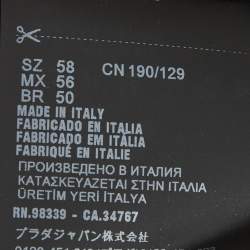 SZ 58 CN 190/129
MX 56
BR 50
MADE IN ITALY
FABRICADO EN ITALIA
FABRICADO EM ITÁLIA
FABRIQUÉ EN ITALIE
ПРОИЗВЕДЕНО В ИТАЛИЯ
ΚΑΤΑΣΚΕΥΑΖΕΤΑΙ ΣΤΗΝ ITALIA
ÜRETİM YERİ İTALYA
RN.98339 - CA.34767
プラダジャパン株式会社